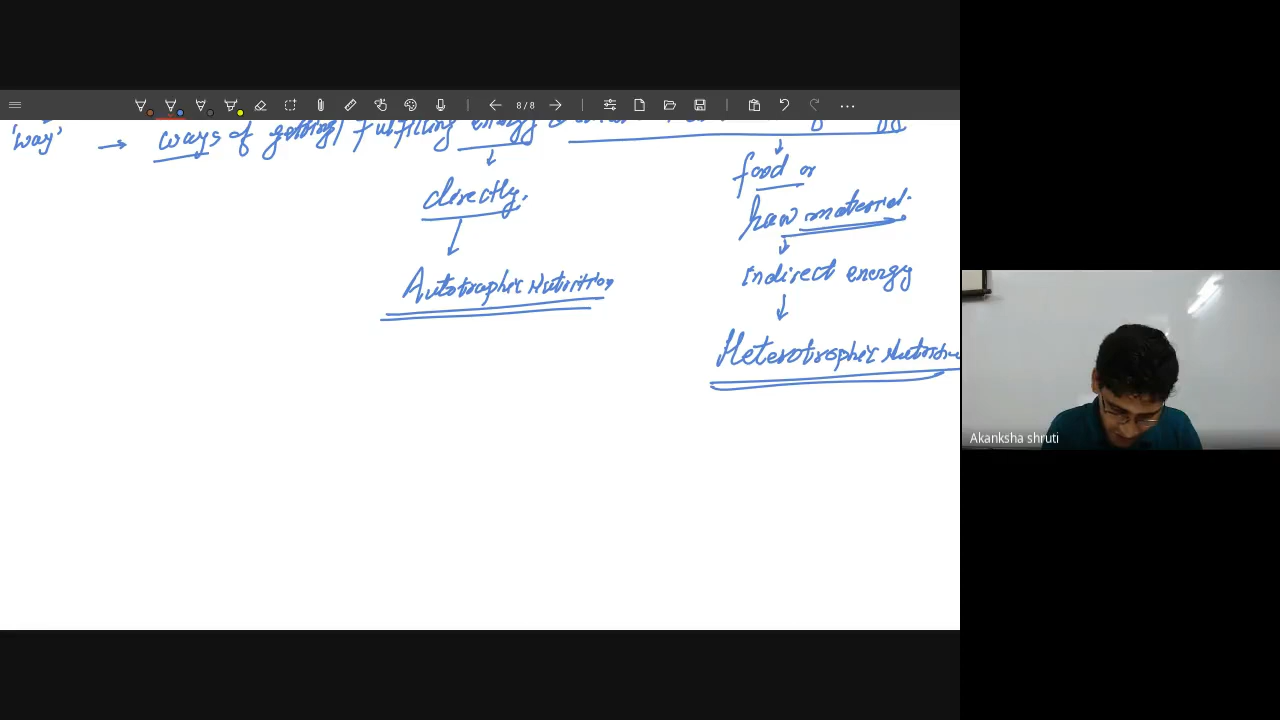 8/8
'way' → ways of getting/ fulfilling energy
directly.
Autotrophic Nutrition
food or
raw material.
indirect energy
Heterotrophic Nutrition
Akanksha shruti